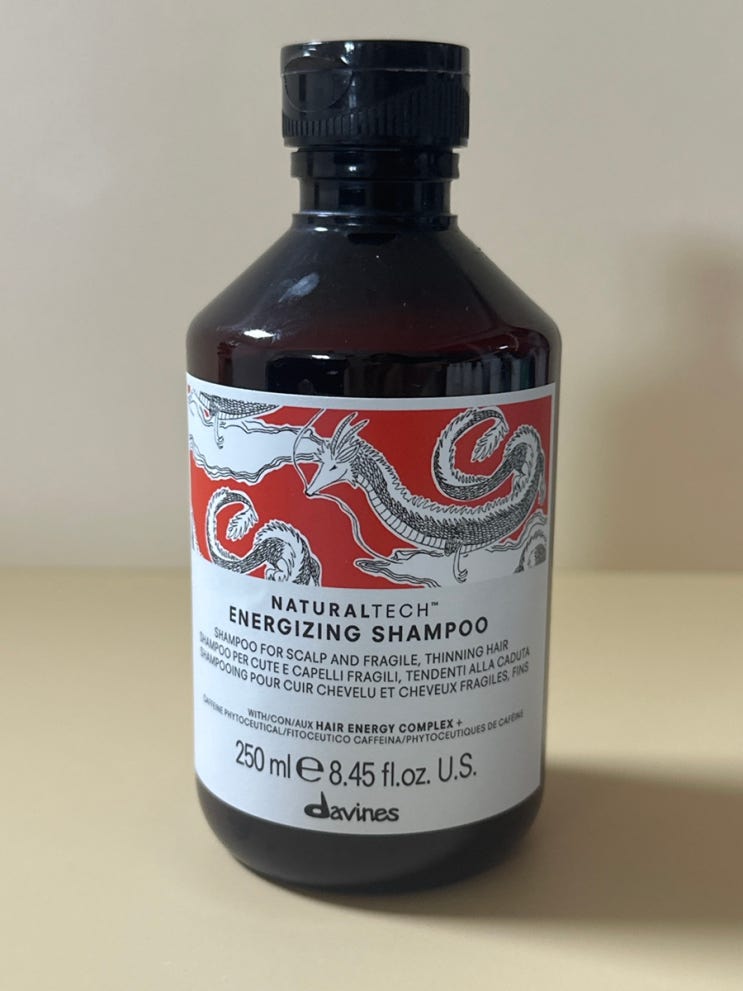 NATURALTECH™
ENERGIZING SHAMPOO
SHAMPOO FOR SCALP AND FRAGILE, THINNING HAIR
SHAMPOO PER CUTE E CAPELLI FRAGILI, TENDENTI ALLA CADUTA
SHAMPOOING POUR CUIR CHEVELU ET CHEVEUX FRAGILES, FINS
WITH/CON/AUX HAIR ENERGY COMPLEX +
CAFFEINE PHYTOCEUTICAL/FITOCEUTICO CAFFEINA/PHYTOCEUTIQUES DE CAFÉINE
250 ml ℮ 8.45 fl.oz. U.S.
davines